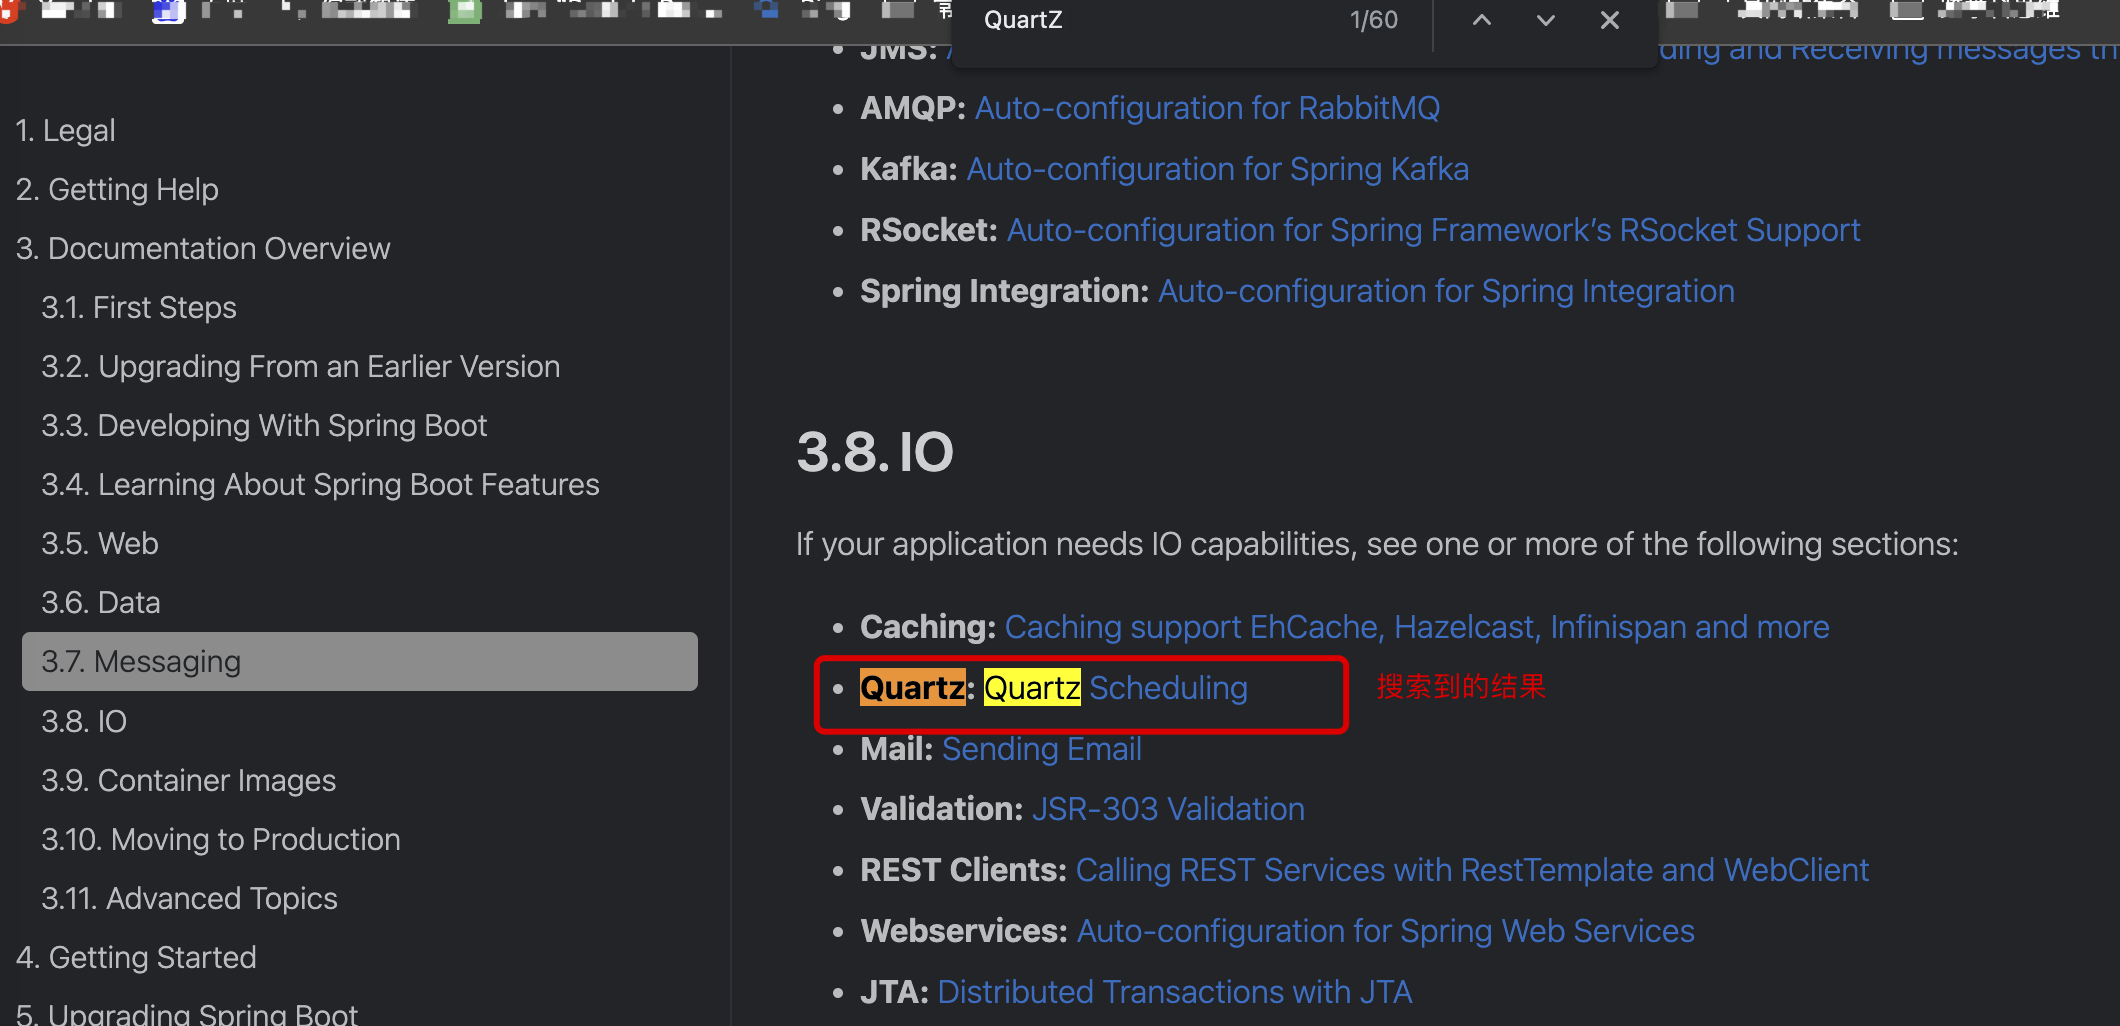 QuartZ 1/60
JMS: ding and Receiving messages th
AMQP: Auto-configuration for RabbitMQ
Kafka: Auto-configuration for Spring Kafka
RSocket: Auto-configuration for Spring Framework’s RSocket Support
Spring Integration: Auto-configuration for Spring Integration
1. Legal
2. Getting Help
3. Documentation Overview
3.1. First Steps
3.2. Upgrading From an Earlier Version
3.3. Developing With Spring Boot
3.4. Learning About Spring Boot Features
3.5. Web
3.6. Data
3.7. Messaging
3.8. IO
3.9. Container Images
3.10. Moving to Production
3.11. Advanced Topics
4. Getting Started
5. Upgrading Spring Boot
3.8. IO
If your application needs IO capabilities, see one or more of the following sections:
Caching: Caching support EhCache, Hazelcast, Infinispan and more
Quartz: Quartz Scheduling 搜索到的结果
Mail: Sending Email
Validation: JSR-303 Validation
REST Clients: Calling REST Services with RestTemplate and WebClient
Webservices: Auto-configuration for Spring Web Services
JTA: Distributed Transactions with JTA